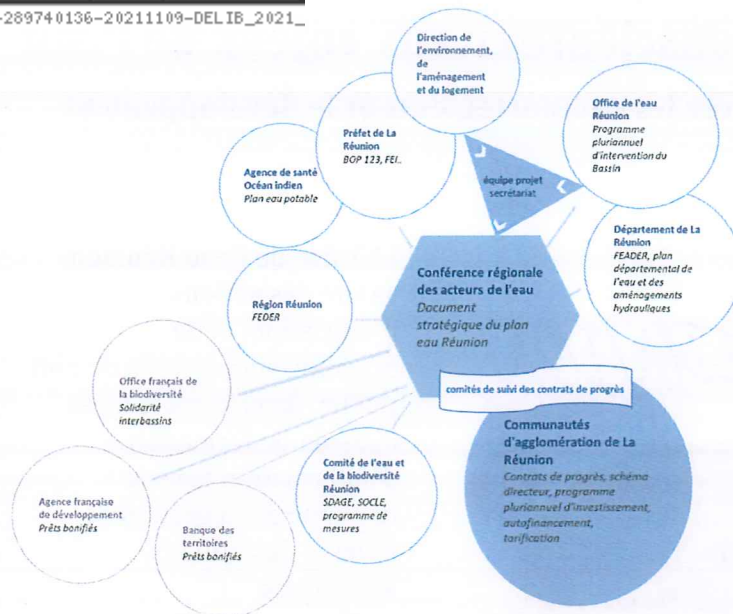 -289740136-20211109-DELIB_2021_
Direction de
l'environnement,
de
l'aménagement
et du logement
Préfet de La
Réunion
BOP 123, FEI..
Office de l'eau
Réunion
Programme
pluriannuel
d'intervention du
Bassin
Agence de santé
Océan indien
Plan eau potable
équipe projet
secrétariat
Département de La
Réunion
FEADER, plan
départemental de
l'eau et des
aménagements
hydrauliques
Conférence régionale
des acteurs de l'eau
Document
stratégique du plan
eau Réunion
Région Réunion
FEDER
Office français de
la biodiversité
Solidarité
interbassins
comités de suivi des contrats de progrès
Communautés
d'agglomération de La
Réunion
Contrats de progrès, schéma
directeur, programme
pluriannuel d'investissement,
autofinancement,
tarification
Comité de l'eau et
de la biodiversité
Réunion
SDAGE, SOCLE,
programme de
mesures
Agence française
de développement
Prêts bonifiés
Banque des
territoires
Prêts bonifiés